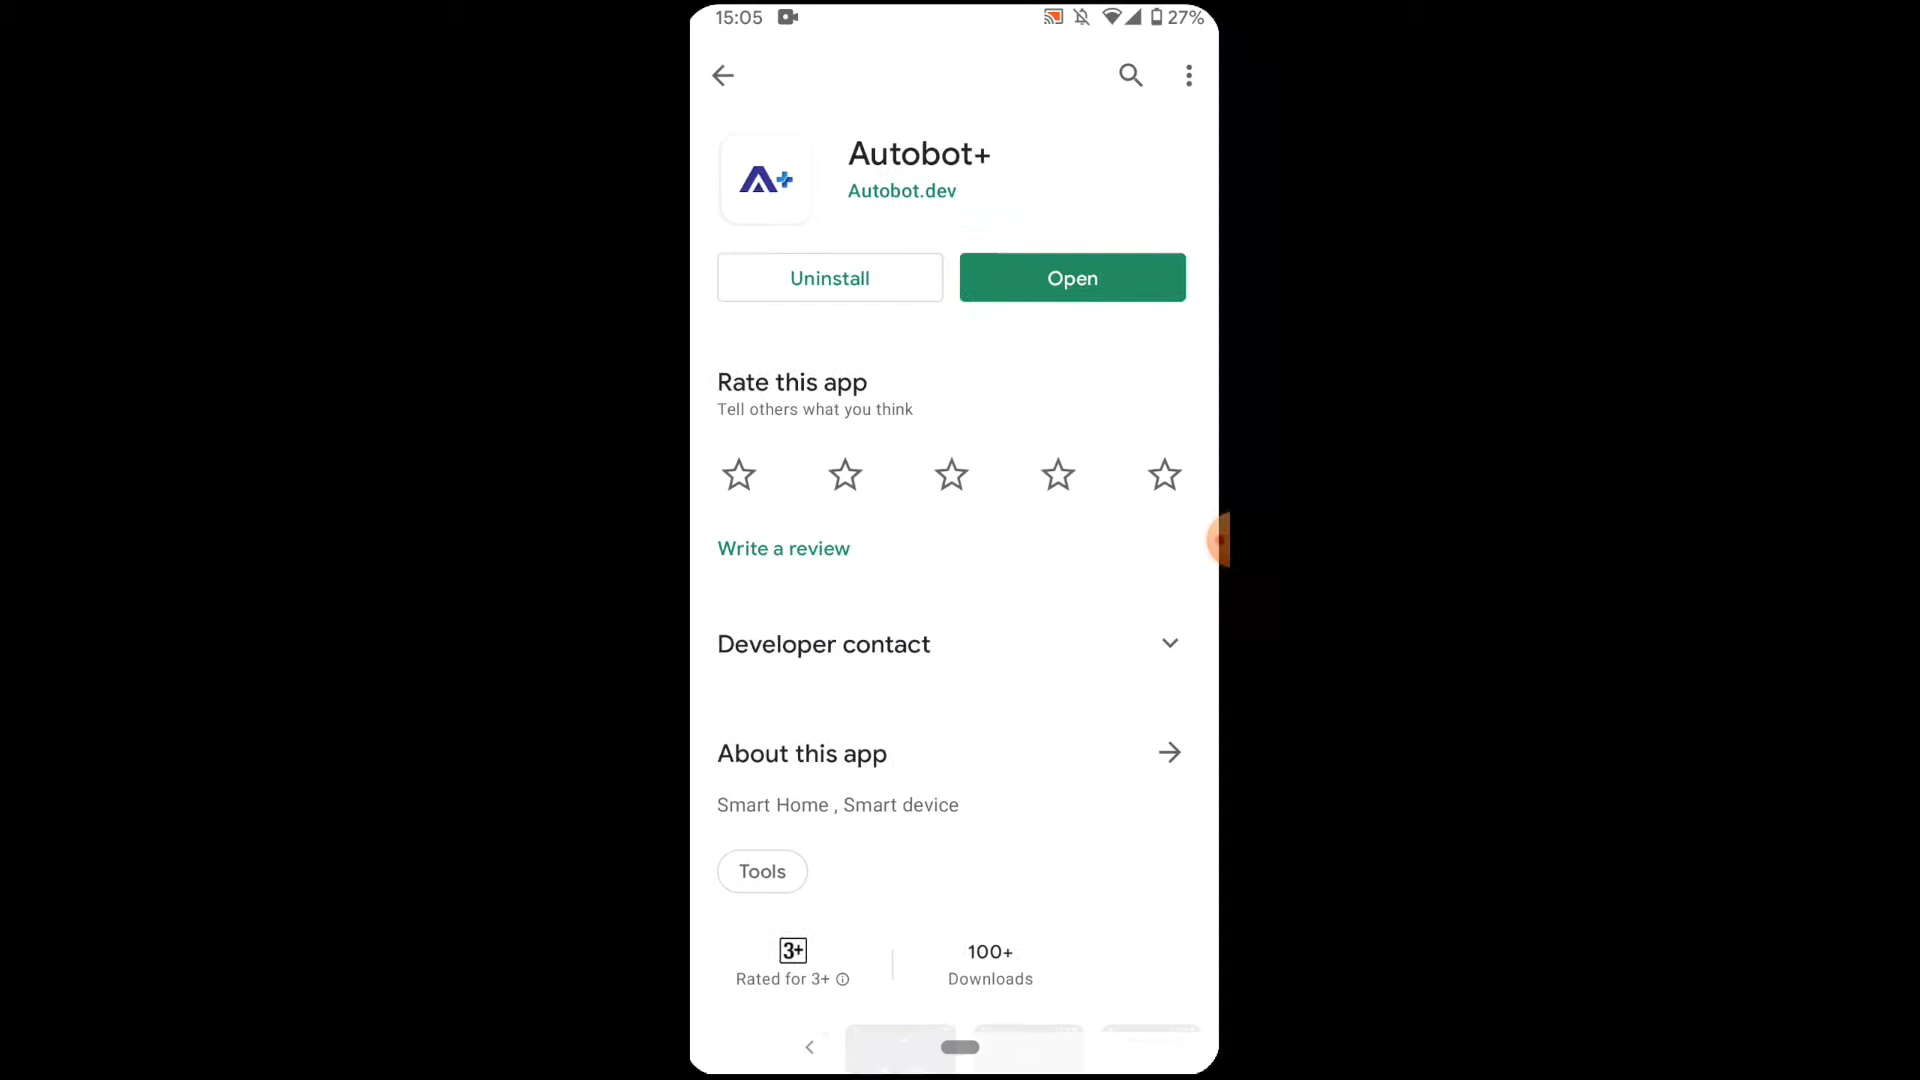 15:05
27%
Autobot+
A+
Autobot.dev
Uninstall
Open
Rate this app
Tell others what you think
Write a review
Developer contact
About this app
Smart Home , Smart device
Tools
3+
100+
Rated for 3+
Downloads